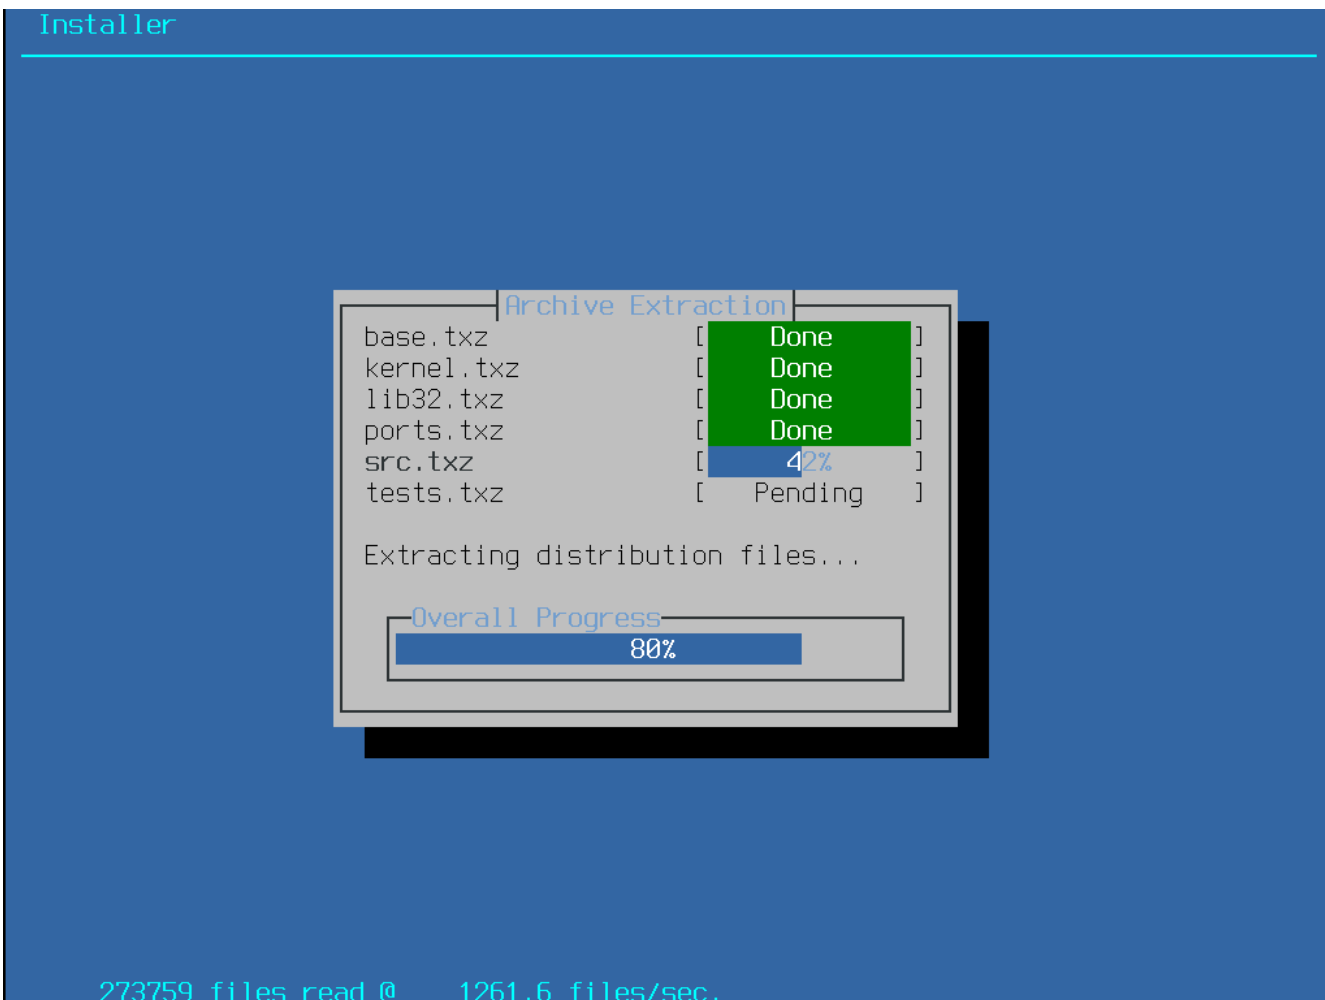 Installer
Archive Extraction
base.txz [ Done ]
kernel.txz [ Done ]
lib32.txz [ Done ]
ports.txz [ Done ]
src.txz [ 42% ]
tests.txz [ Pending ]
Extracting distribution files...
Overall Progress
80%
273759 files read @ 1261.6 files/sec.